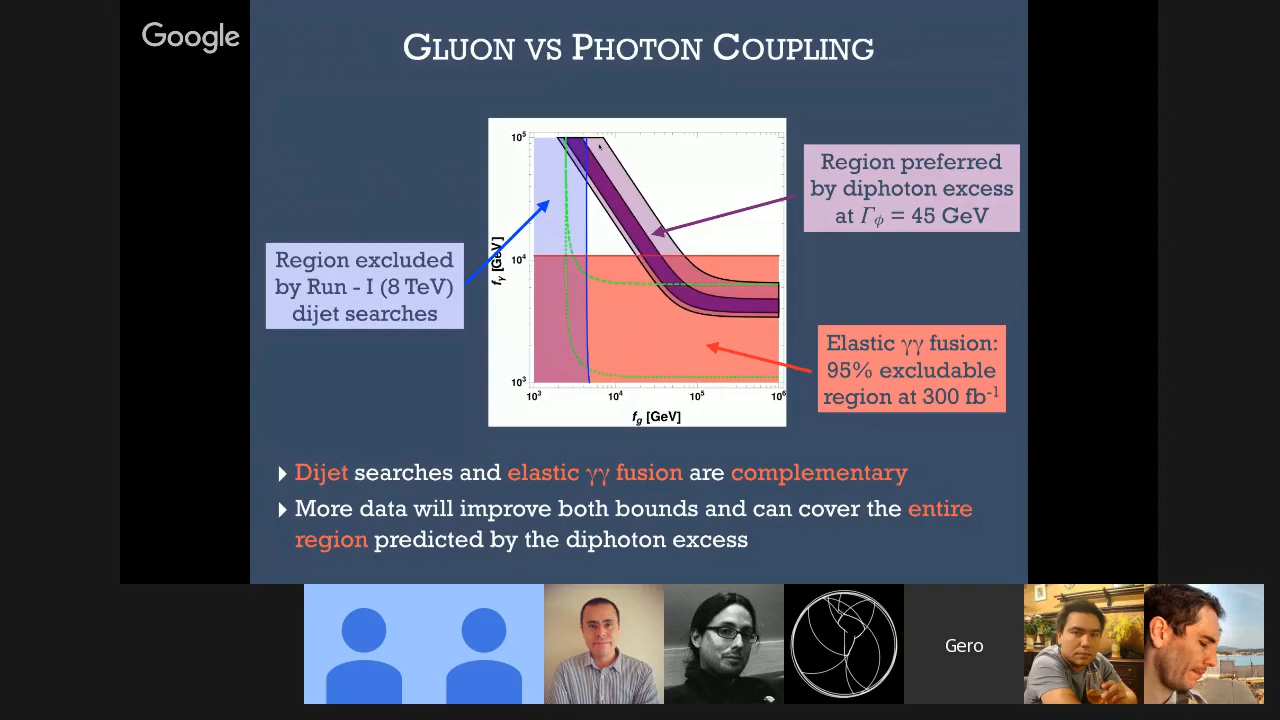 Google
GLUON VS PHOTON COUPLING
Region preferred
by diphoton excess
at Γϕ = 45 GeV
Region excluded
by Run - I (8 TeV)
dijet searches
Elastic γγ fusion:
95% excludable
region at 300 fb⁻¹
10⁵
10⁴
10³
fγ [GeV]
10³ 10⁴ 10⁵ 10⁶
fg [GeV]
Dijet searches and elastic γγ fusion are complementary
More data will improve both bounds and can cover the entire
region predicted by the diphoton excess
Gero